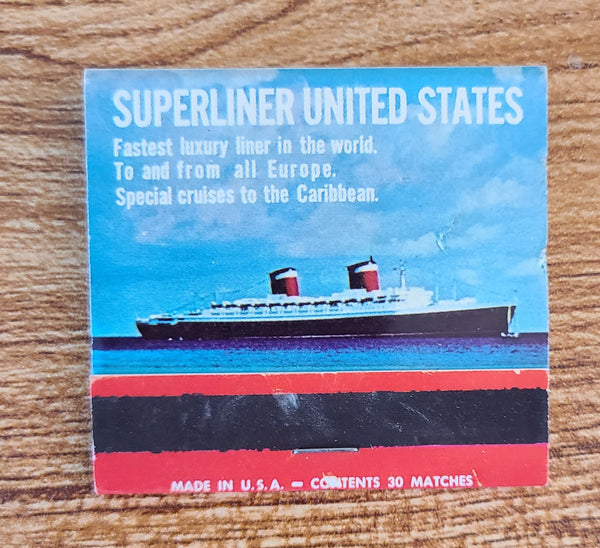 SUPERLINER UNITED STATES
Fastest luxury liner in the world.
To and from all Europe.
Special cruises to the Caribbean.
MADE IN U.S.A. — CONTENTS 30 MATCHES